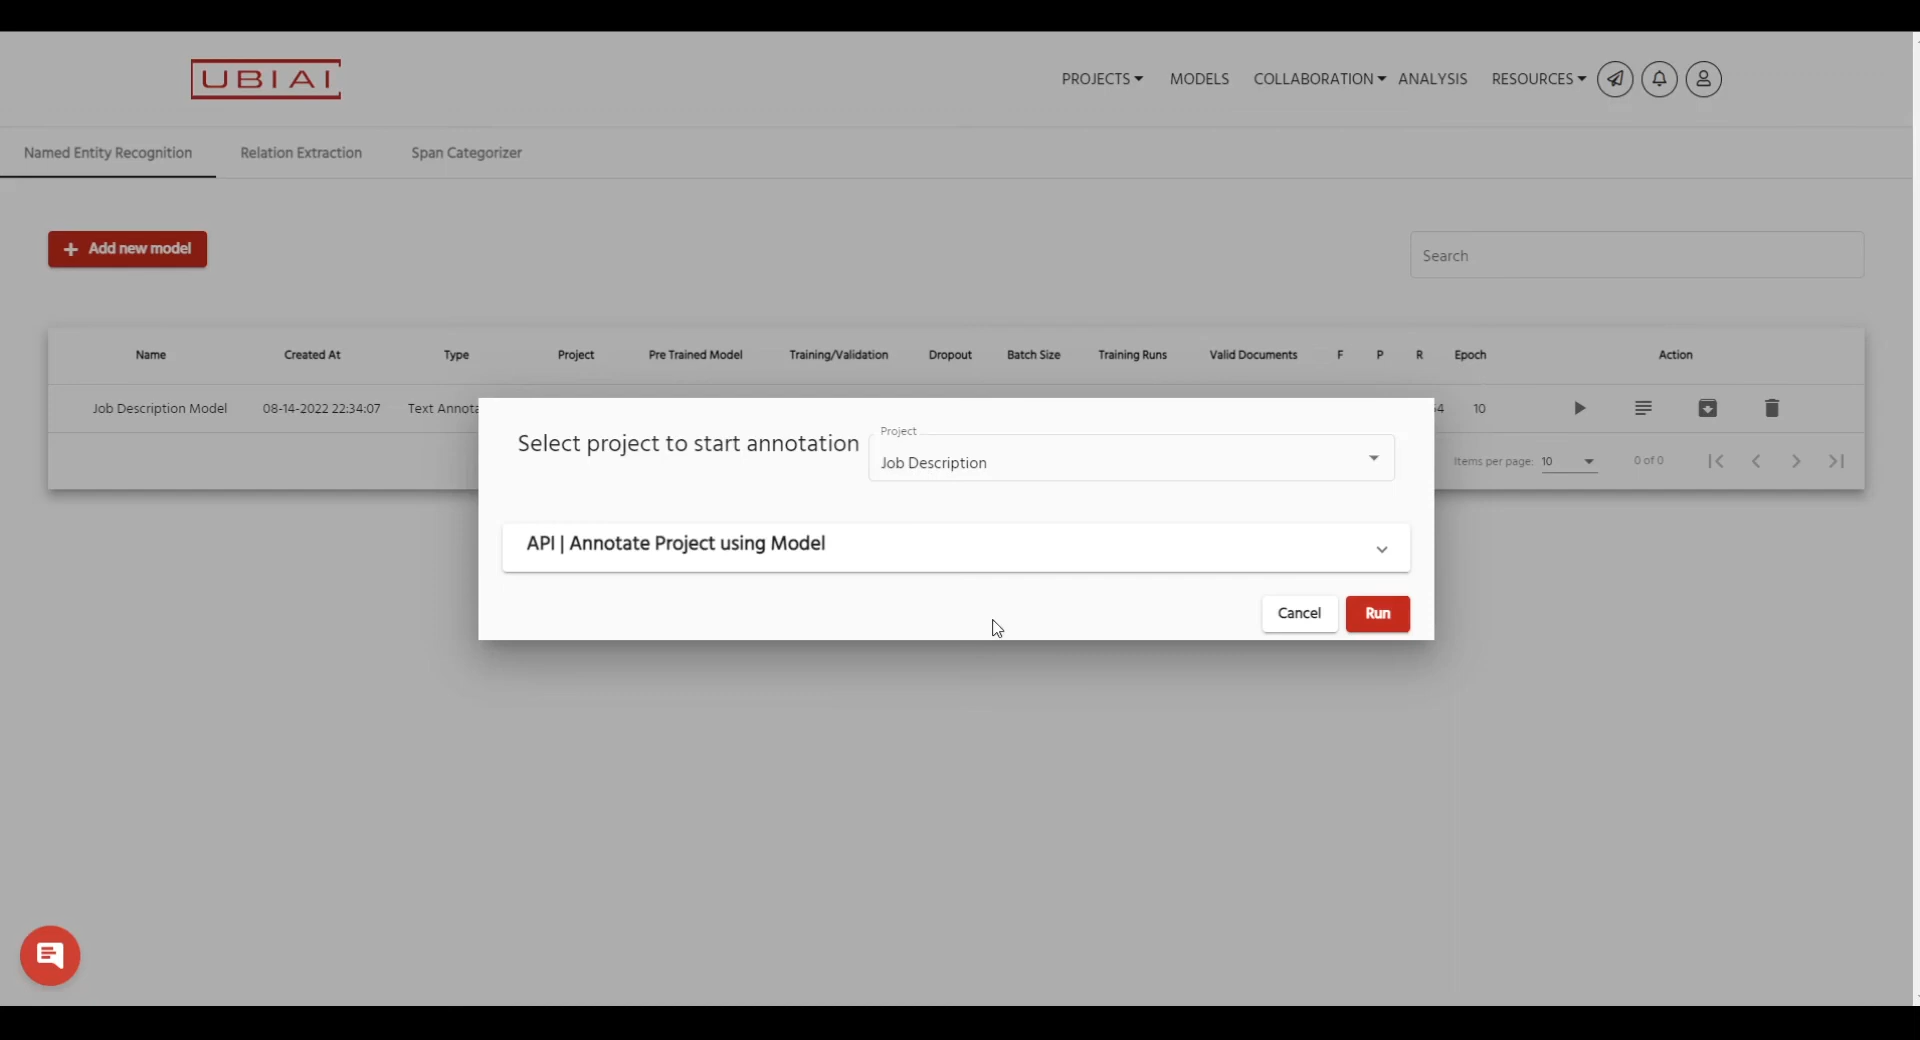 UBIAI
PROJECTS MODELS COLLABORATION ANALYSIS RESOURCES
Named Entity Recognition Relation Extraction Span Categorizer
+ Add new model
Search
Name Created At Type Project Pre Trained Model Training/Validation Dropout Batch Size Training Runs Valid Documents F P R Epoch Action
Job Description Model 08-14-2022 22:34:07 Text 10
Project
Select project to start annotation Job Description
Items per page: 10 0 of 0
API | Annotate Project using Model
Cancel Run